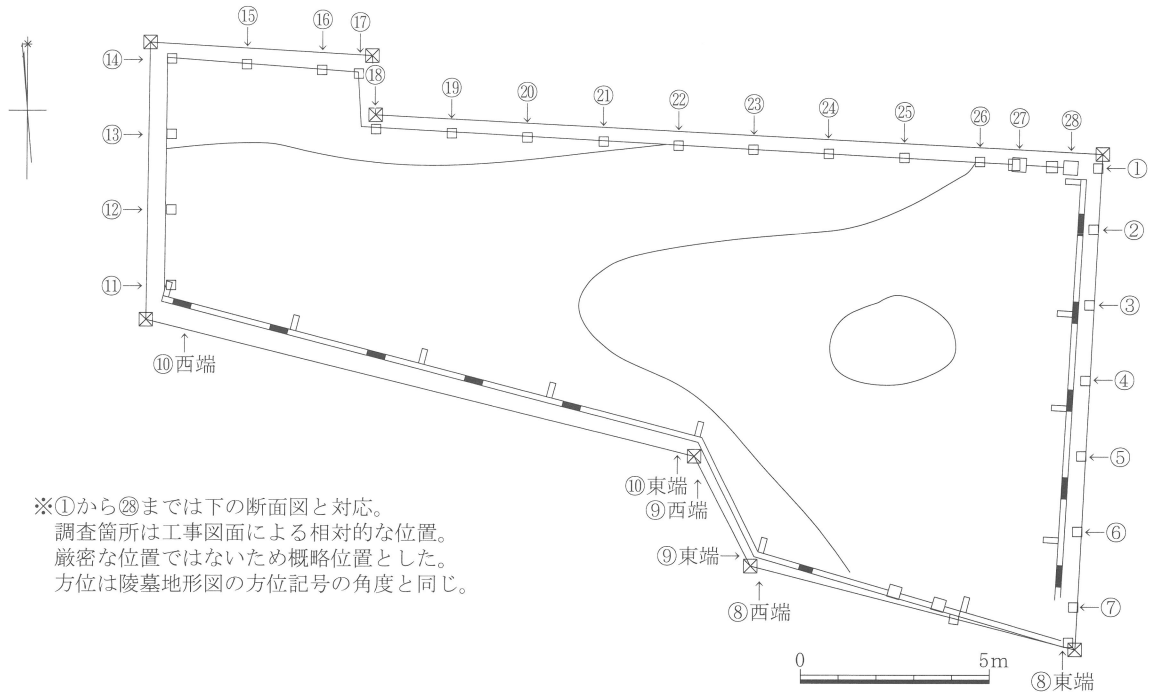 ⑮
⑯
⑰
⑭
⑱
⑲
⑳
㉑
㉒
㉓
㉔
㉕
㉖
㉗
㉘
①
⑬
②
⑫
③
⑪
⑩西端
④
⑤
⑩東端
⑨西端
⑥
⑨東端
⑧西端
⑦
⑧東端
※①から㉘までは下の断面図と対応。
調査箇所は工事図面による相対的な位置。
厳密な位置ではないため概略位置とした。
方位は陵墓地形図の方位記号の角度と同じ。
0 5m